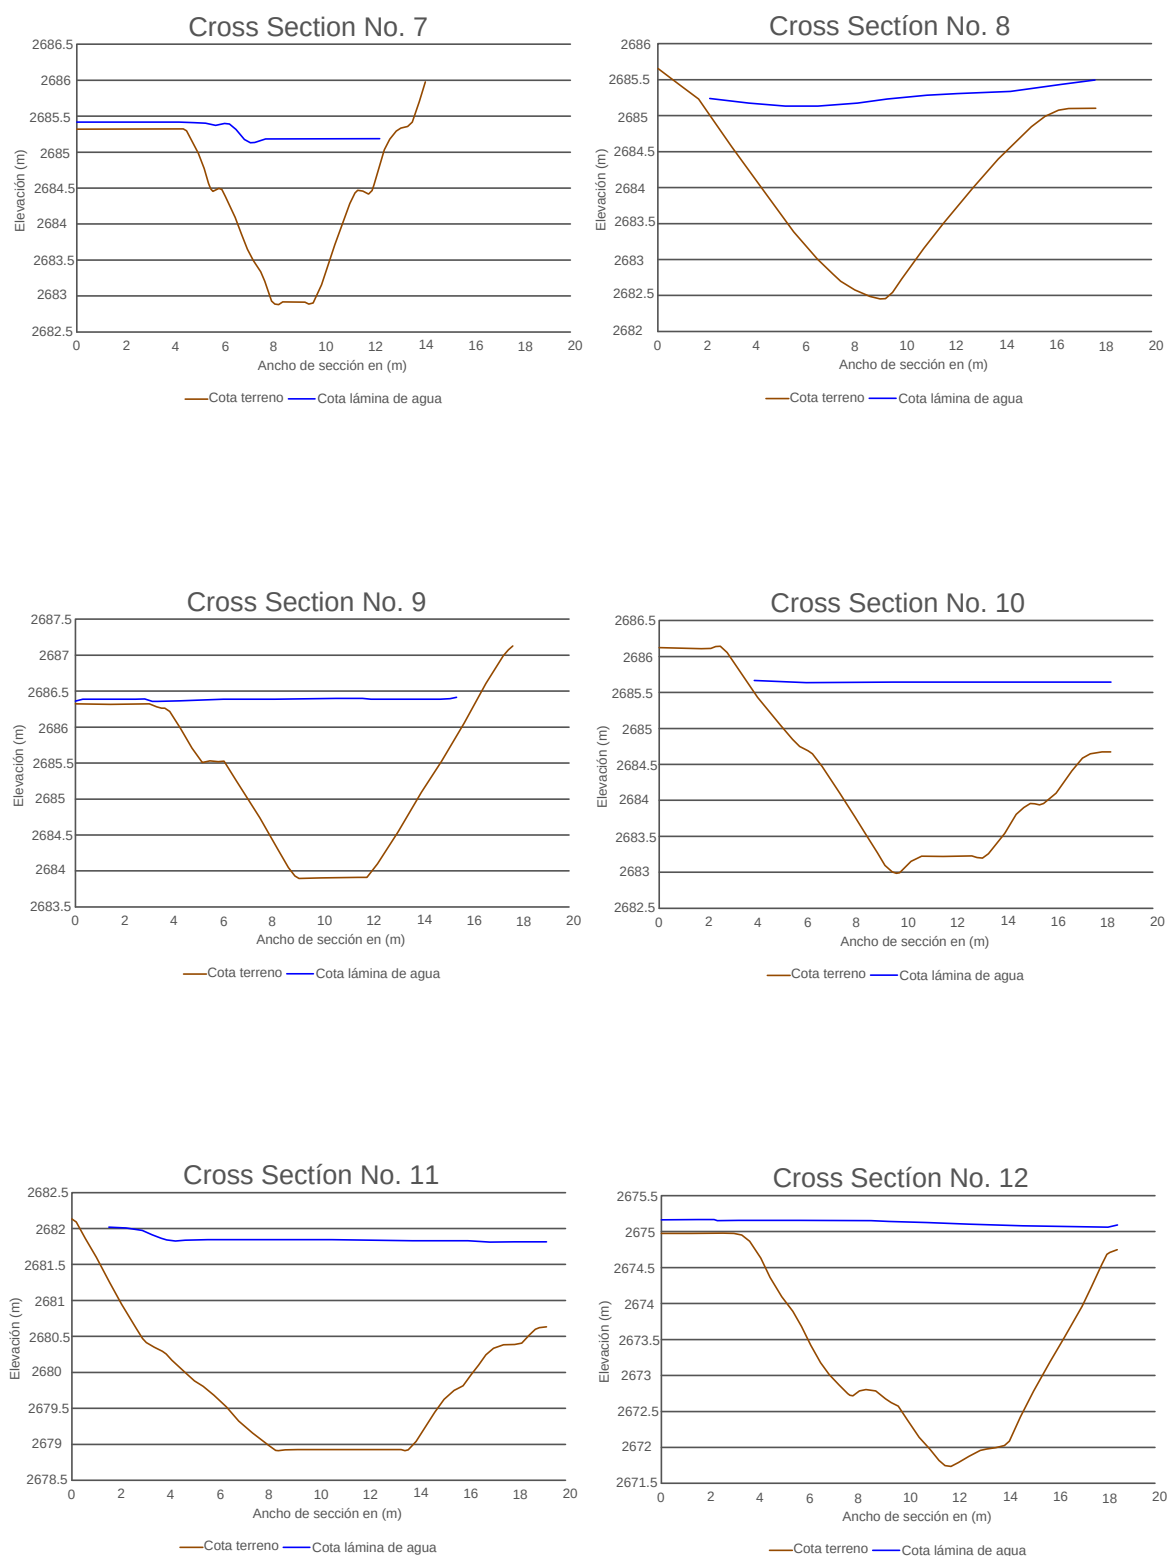 Cross Section No. 7
2686.5
2686
2685.5
2685
2684.5
2684
2683.5
2683
2682.5
Elevación (m)
0 2 4 6 8 10 12 14 16 18 20
Ancho de sección en (m)
Cota terreno Cota lámina de agua
Cross Sectíon No. 8
2686
2685.5
2685
2684.5
2684
2683.5
2683
2682.5
2682
Elevación (m)
0 2 4 6 8 10 12 14 16 18 20
Ancho de sección en (m)
Cota terreno Cota lámina de agua
Cross Section No. 9
2687.5
2687
2686.5
2686
2685.5
2685
2684.5
2684
2683.5
Elevación (m)
0 2 4 6 8 10 12 14 16 18 20
Ancho de sección en (m)
Cota terreno Cota lámina de agua
Cross Section No. 10
2686.5
2686
2685.5
2685
2684.5
2684
2683.5
2683
2682.5
Elevación (m)
0 2 4 6 8 10 12 14 16 18 20
Ancho de sección en (m)
Cota terreno Cota lámina de agua
Cross Sectíon No. 11
2682.5
2682
2681.5
2681
2680.5
2680
2679.5
2679
2678.5
Elevación (m)
0 2 4 6 8 10 12 14 16 18 20
Ancho de sección en (m)
Cota terreno Cota lámina de agua
Cross Sectíon No. 12
2675.5
2675
2674.5
2674
2673.5
2673
2672.5
2672
2671.5
Elevación (m)
0 2 4 6 8 10 12 14 16 18 20
Ancho de sección en (m)
Cota terreno Cota lámina de agua